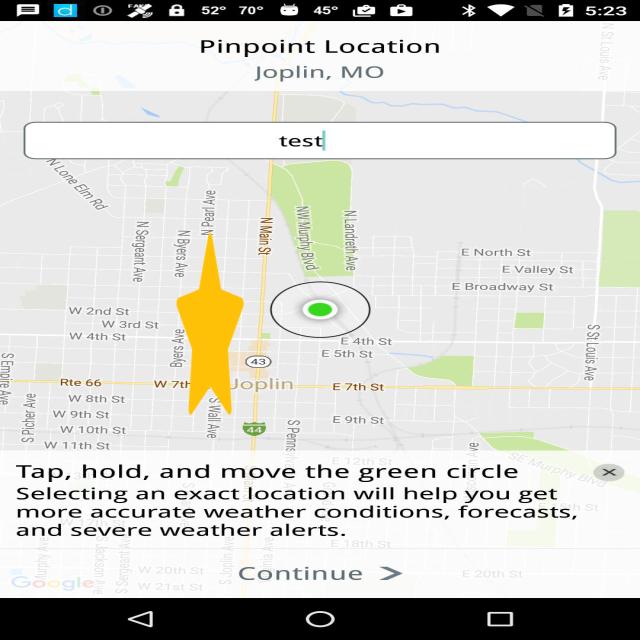 52° 70° 45° 5:23
Pinpoint Location
Joplin, MO
test
N St Louis Ave
N Lone Elm Rd
N Pearl Ave
N Sergeant Ave
N Byers Ave
N Main St
NW Murphy Blvd
N Landreth Ave
E North St
E Valley St
E Broadway St
W 2nd St
W 3rd St
W 4th St
Byers Ave
E 4th St
E 5th St
43
S St Louis Ave
S Empire Ave
Rte 66
W 7th
Joplin
E 7th St
W 8th St
S Picher Ave
W 9th St
S Wall Ave
E 9th St
W 10th St
44
W 11th St
E 12th St
SE Murphy Blvd
Tap, hold, and move the green circle
Selecting an exact location will help you get
more accurate weather conditions, forecasts,
and severe weather alerts.
E 18th St
Continue
W 20th St
E 20th St
W 21st St
Google